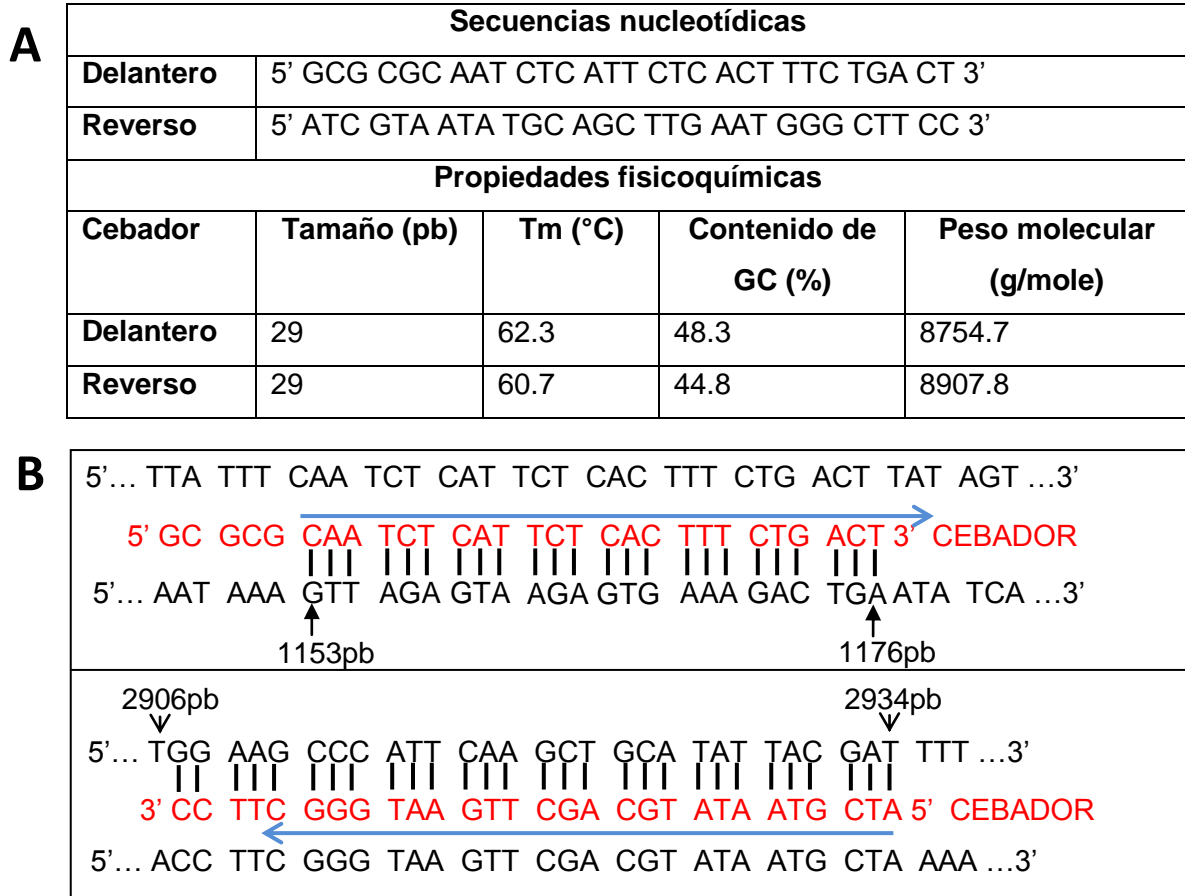 A
Secuencias nucleotídicas
Delantero 5' GCG CGC AAT CTC ATT CTC ACT TTC TGA CT 3'
Reverso 5' ATC GTA ATA TGC AGC TTG AAT GGG CTT CC 3'
Propiedades fisicoquímicas
Cebador Tamaño (pb) Tm (°C) Contenido de GC (%) Peso molecular (g/mole)
Delantero 29 62.3 48.3 8754.7
Reverso 29 60.7 44.8 8907.8
B
5'... TTA TTT CAA TCT CAT TCT CAC TTT CTG ACT TAT AGT ...3'
5' GC GCG CAA TCT CAT TCT CAC TTT CTG ACT 3' CEBADOR
5'... AAT AAA GTT AGA GTA AGA GTG AAA GAC TGA ATA TCA ...3'
1153pb 1176pb
2906pb 2934pb
5'... TGG AAG CCC ATT CAA GCT GCA TAT TAC GAT TTT ...3'
3' CC TTC GGG TAA GTT CGA CGT ATA ATG CTA 5' CEBADOR
5'... ACC TTC GGG TAA GTT CGA CGT ATA ATG CTA AAA ...3'